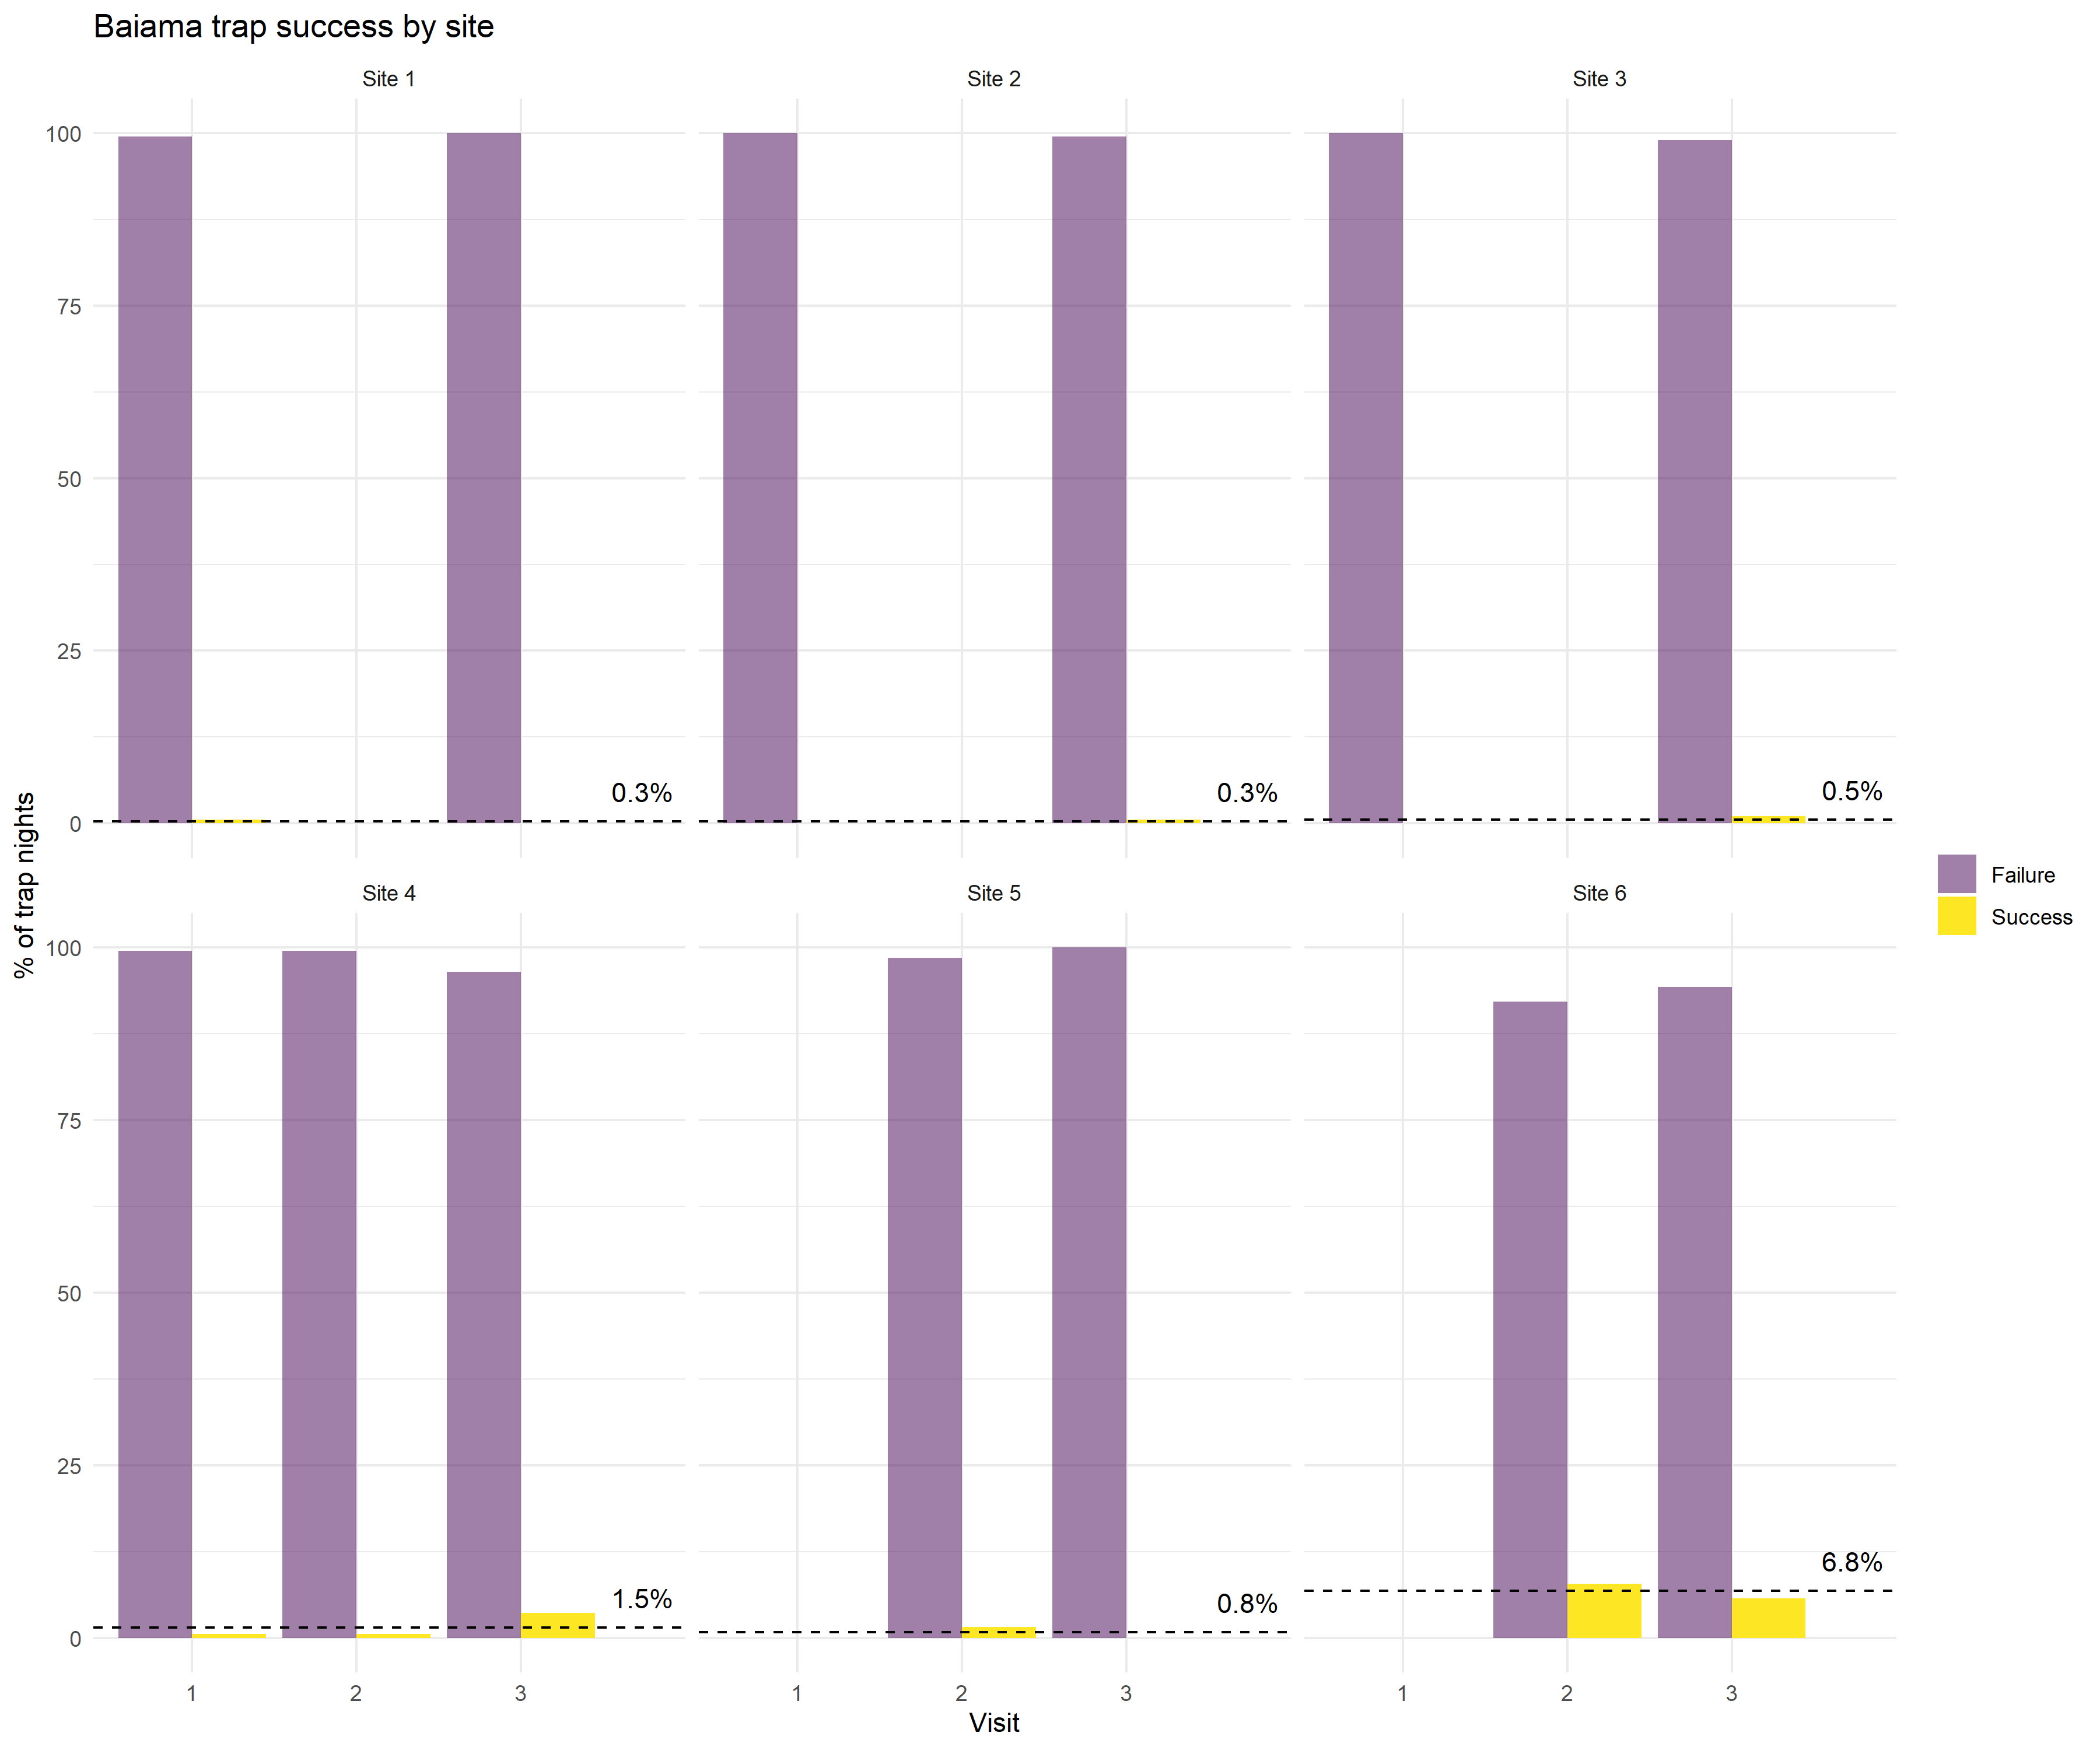 Baiama trap success by site
Site 1
Site 2
Site 3
100
75
50
25
0
0.3%
0.3%
0.5%
% of trap nights
Failure
Success
Site 4
Site 5
Site 6
100
75
50
25
0
1.5%
0.8%
6.8%
1
2
3
1
2
3
1
2
3
Visit